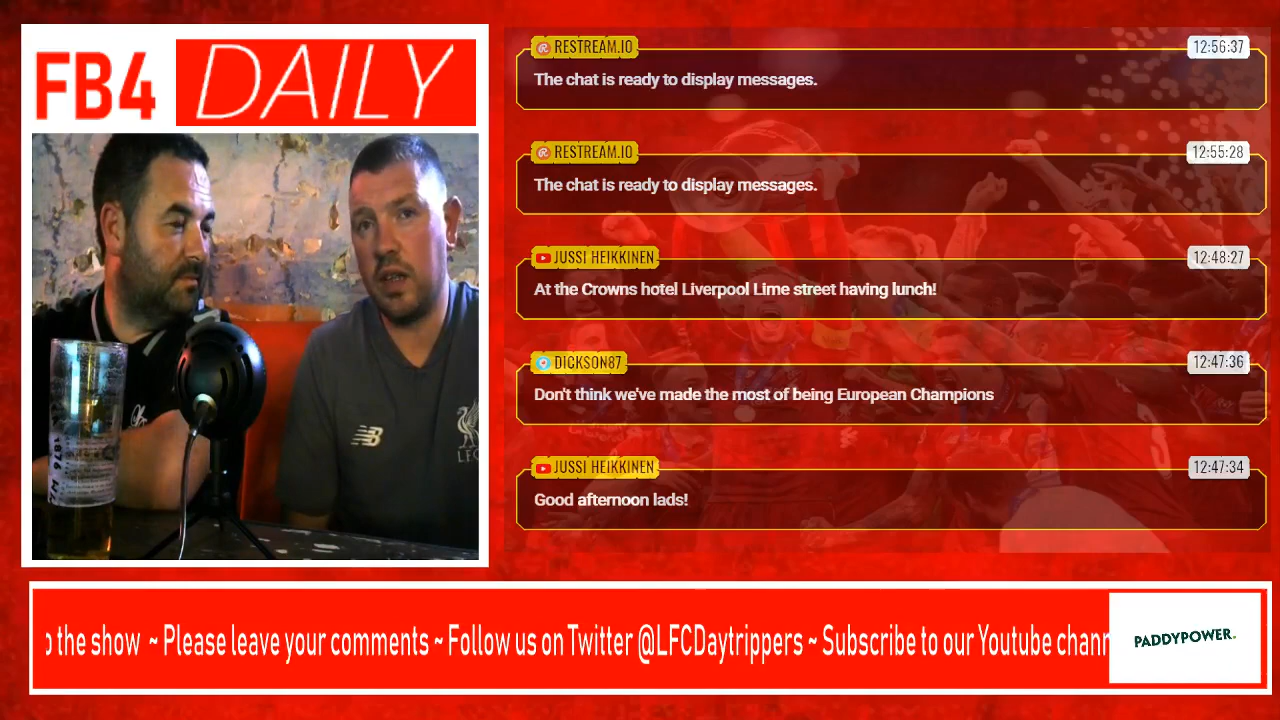 FB4 DAILY
RESTREAM.IO 12:56:37
The chat is ready to display messages.
RESTREAM.IO 12:55:28
The chat is ready to display messages.
JUSSI HEIKKINEN 12:48:27
At the Crowns hotel Liverpool Lime street having lunch!
DICKSON87 12:47:36
Don't think we've made the most of being European Champions
JUSSI HEIKKINEN 12:47:34
Good afternoon lads!
1876
NB
LFC
the show ~ Please leave your comments ~ Follow us on Twitter @LFCDaytrippers ~ Subscribe to our Youtube chann
PADDYPOWER.